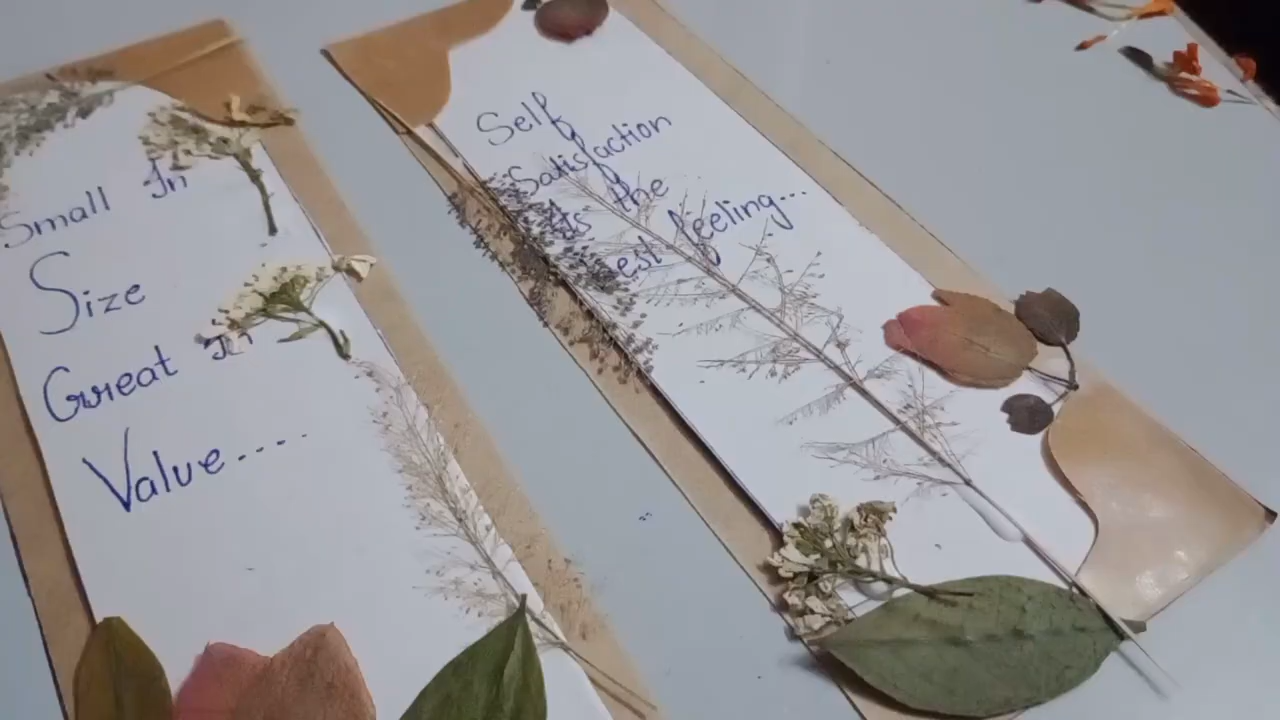 Small In
Size
Great In
Value....
Self
Satisfaction
Is the
Best feeling...